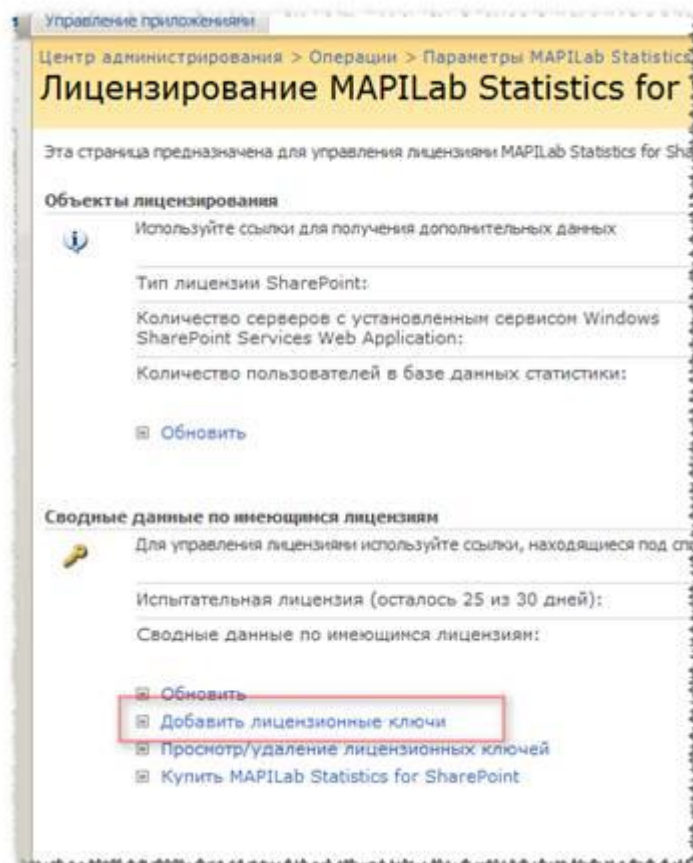 Управление приложениями
Центр администрирования > Операции > Параметры MAPILab Statistics
Лицензирование MAPILab Statistics for
Эта страница предназначена для управления лицензиями MAPILab Statistics for Sha
Объекты лицензирования
Используйте ссылки для получения дополнительных данных
Тип лицензии SharePoint:
Количество серверов с установленным сервисом Windows
SharePoint Services Web Application:
Количество пользователей в базе данных статистики:
Обновить
Сводные данные по имеющимся лицензиям
Для управления лицензиями используйте ссылки, находящиеся под сп
Испытательная лицензия (осталось 25 из 30 дней):
Сводные данные по имеющимся лицензиям:
Обновить
Добавить лицензионные ключи
Просмотр/удаление лицензионных ключей
Купить MAPILab Statistics for SharePoint